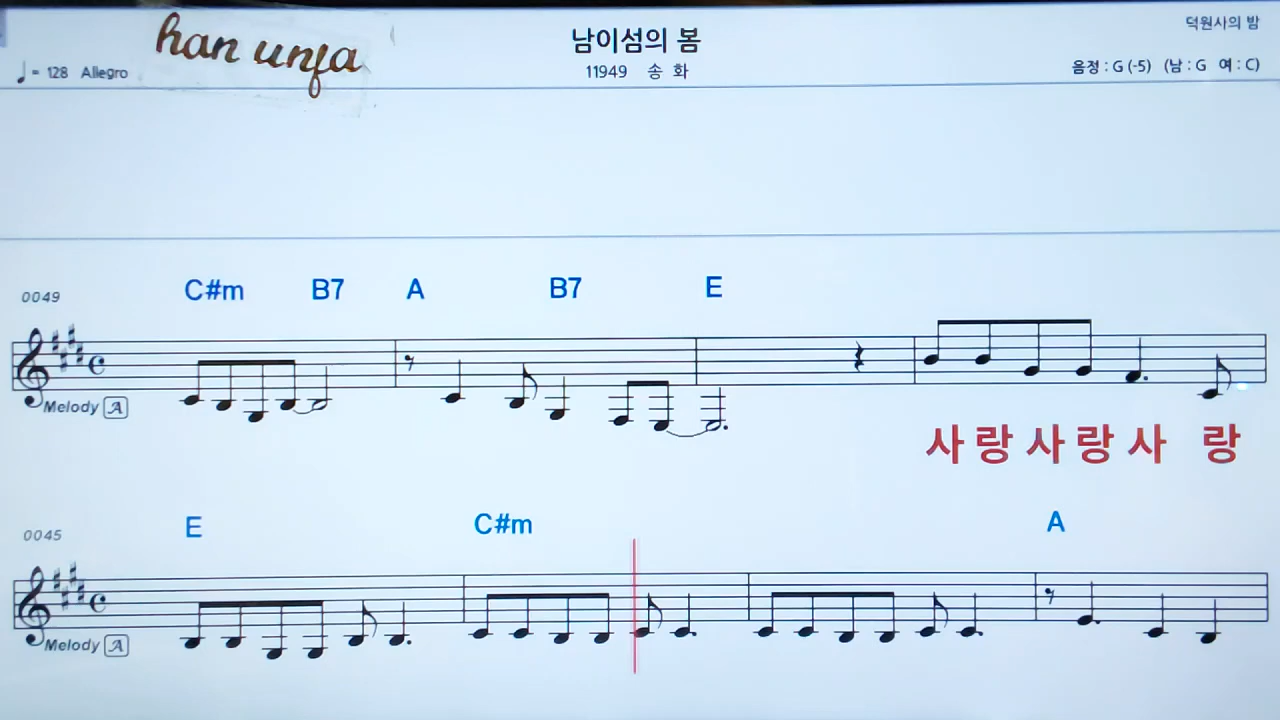 han unfa
남이섬의 봄
덕원사의 밤
♩= 128 Allegro
11949 송 화
음정 : G (-5) (남 : G 여 : C)
0049
C#m B7 A B7 E
Melody A
사 랑 사 랑 사 랑
0045
E C#m A
Melody A